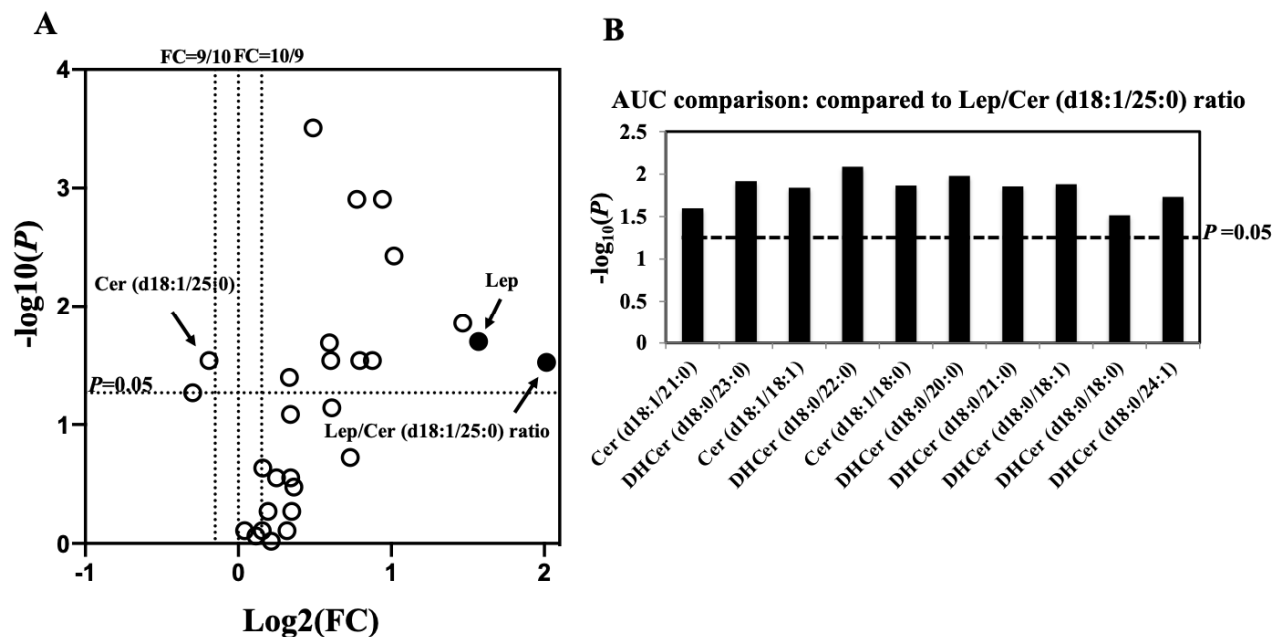 A
FC=9/10 FC=10/9
4
3
2
1
0
-log10(P)
Cer (d18:1/25:0)
Lep
P=0.05
Lep/Cer (d18:1/25:0) ratio
-1
0
1
2
Log2(FC)
B
AUC comparison: compared to Lep/Cer (d18:1/25:0) ratio
2.5
2
1.5
1
0.5
0
-log10(P)
P =0.05
Cer (d18:1/21:0)
DHCer (d18:0/23:0)
Cer (d18:1/18:1)
DHCer (d18:0/22:0)
Cer (d18:1/18:0)
DHCer (d18:0/20:0)
DHCer (d18:0/21:0)
DHCer (d18:0/18:1)
DHCer (d18:0/18:0)
DHCer (d18:0/24:1)